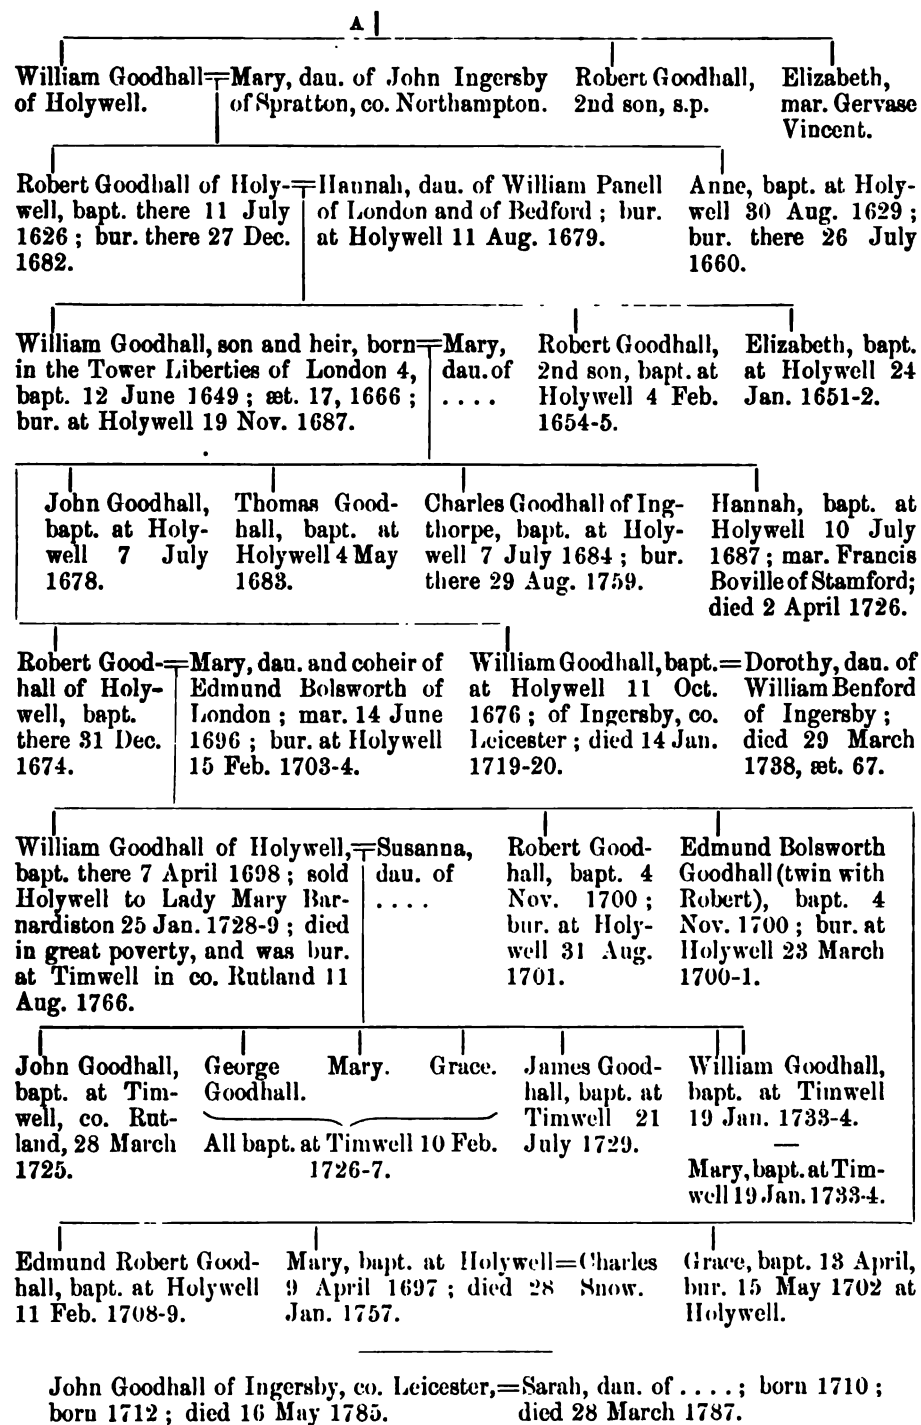 A
William Goodhall=Mary, dau. of John Ingersby
of Holywell. of Spratton, co. Northampton.
Robert Goodhall,
2nd son, s.p.
Elizabeth,
mar. Gervase
Vincent.
Robert Goodhall of Holy-
well, bapt. there 11 July
1626 ; bur. there 27 Dec.
1682.
=Hannah, dau. of William Panell
of London and of Bedford ; bur.
at Holywell 11 Aug. 1679.
Anne, bapt. at Holy-
well 30 Aug. 1629 ;
bur. there 26 July
1660.
William Goodhall, son and heir, born
in the Tower Liberties of London 4,
bapt. 12 June 1649 ; æt. 17, 1666 ;
bur. at Holywell 19 Nov. 1687.
=Mary,
dau. of
. . . .
Robert Goodhall,
2nd son, bapt. at
Holywell 4 Feb.
1654-5.
Elizabeth, bapt.
at Holywell 24
Jan. 1651-2.
John Goodhall,
bapt. at Holy-
well 7 July
1678.
Thomas Good-
hall, bapt. at
Holywell 4 May
1683.
Charles Goodhall of Ing-
thorpe, bapt. at Holy-
well 7 July 1684 ; bur.
there 29 Aug. 1759.
Hannah, bapt. at
Holywell 10 July
1687 ; mar. Francis
Boville of Stamford;
died 2 April 1726.
Robert Good-
hall of Holy-
well, bapt.
there 31 Dec.
1674.
=Mary, dau. and coheir of
Edmund Bolsworth of
London ; mar. 14 June
1696 ; bur. at Holywell
15 Feb. 1703-4.
William Goodhall, bapt.
at Holywell 11 Oct.
1676 ; of Ingersby, co.
Leicester ; died 14 Jan.
1719-20.
=Dorothy, dau. of
William Benford
of Ingersby ;
died 29 March
1738, æt. 67.
William Goodhall of Holywell,
bapt. there 7 April 1698 ; sold
Holywell to Lady Mary Bar-
nardiston 25 Jan. 1728-9 ; died
in great poverty, and was bur.
at Timwell in co. Rutland 11
Aug. 1766.
=Susanna,
dau. of
. . . .
Robert Good-
hall, bapt. 4
Nov. 1700 ;
bur. at Holy-
well 31 Aug.
1701.
Edmund Bolsworth
Goodhall (twin with
Robert), bapt. 4
Nov. 1700 ; bur. at
Holywell 23 March
1700-1.
John Goodhall,
bapt. at Tim-
well, co. Rut-
land, 28 March
1725.
George
Goodhall.
Mary.
Grace.
All bapt. at Timwell 10 Feb.
1726-7.
James Good-
hall, bapt. at
Timwell 21
July 1729.
William Goodhall,
bapt. at Timwell
19 Jan. 1733-4.
—
Mary, bapt. at Tim-
well 19 Jan. 1733-4.
Edmund Robert Good-
hall, bapt. at Holywell
11 Feb. 1708-9.
Mary, bapt. at Holywell=Charles
9 April 1697 ; died 28 Snow.
Jan. 1757.
Grace, bapt. 13 April,
bur. 15 May 1702 at
Holywell.
John Goodhall of Ingersby, co. Leicester,=Sarah, dau. of . . . . ; born 1710 ;
born 1712 ; died 16 May 1785. died 28 March 1787.